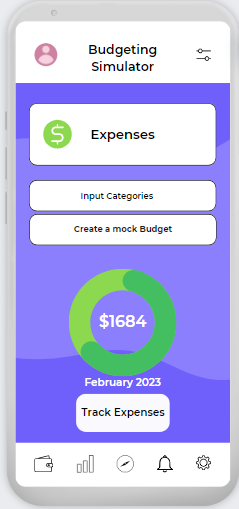 Budgeting
Simulator
$
Expenses
Input Categories
Create a mock Budget
$1684
February 2023
Track Expenses